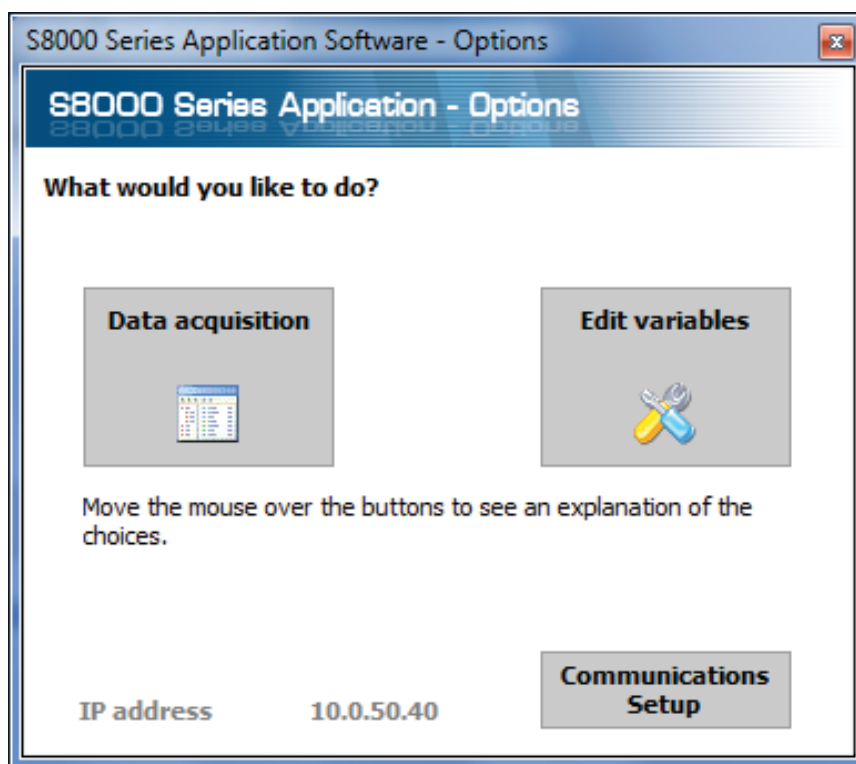 S8000 Series Application Software - Options
S8000 Series Application - Options
What would you like to do?
Data acquisition
Edit variables
Move the mouse over the buttons to see an explanation of the
choices.
IP address 10.0.50.40
Communications
Setup